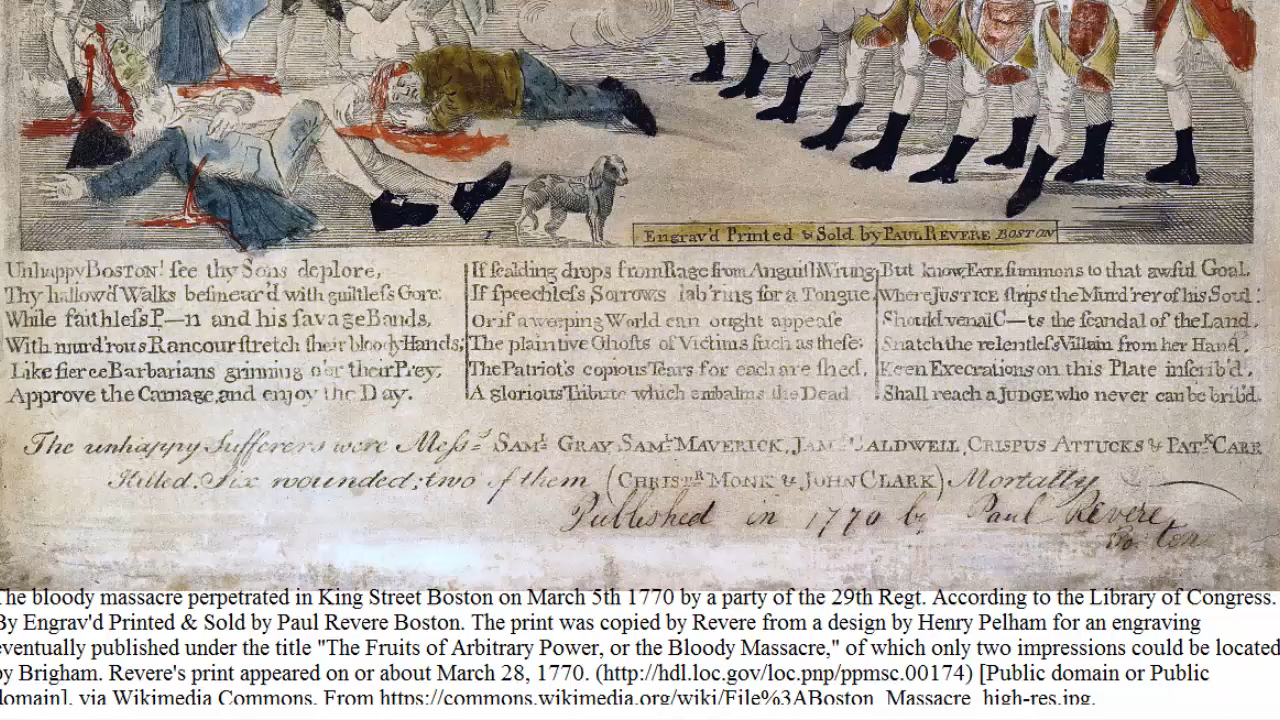 Engrav'd Printed & Sold by PAUL REVERE BOSTON
Unhappy BOSTON! ſee thy Sons deplore,
Thy hallow'd Walks beſmear'd with guiltleſs Gore:
While faithleſs P—n and his ſavage Bands,
With murd'rous Rancour ſtretch their bloody Hands;
Like fierce Barbarians grinning o'er their Prey,
Approve the Carnage, and enjoy the Day.
If ſcalding drops from Rage from Anguiſh Wrung
If ſpeechleſs Sorrows lab'ring for a Tongue,
Or if a weeping World can ought appeaſe
The plaintive Ghoſts of Victims ſuch as theſe:
The Patriot's copious Tears for each are ſhed,
A glorious Tribute which embalms the Dead
But know, FATE ſummons to that awful Goal,
Where JUSTICE ſtrips the Murd'rer of his Soul:
Should venal C—ts the ſcandal of the Land,
Snatch the relentleſs Villain from her Hand,
Keen Execrations on this Plate inſcrib'd,
Shall reach a JUDGE who never can be brib'd.
The unhappy Sufferers were Meſsrs SAML GRAY, SAML MAVERICK, JAMS CALDWELL, CRISPUS ATTUCKS & PATK CARR
Killed. Six wounded; two of them (CHRISTR MONK & JOHN CLARK) Mortally
Published in 1770 by Paul Revere
Boston
The bloody massacre perpetrated in King Street Boston on March 5th 1770 by a party of the 29th Regt. According to the Library of Congress.
By Engrav'd Printed & Sold by Paul Revere Boston. The print was copied by Revere from a design by Henry Pelham for an engraving
eventually published under the title "The Fruits of Arbitrary Power, or the Bloody Massacre," of which only two impressions could be located
by Brigham. Revere's print appeared on or about March 28, 1770. (http://hdl.loc.gov/loc.pnp/ppmsc.00174) [Public domain or Public
domain], via Wikimedia Commons. From https://commons.wikimedia.org/wiki/File%3ABoston_Massacre_high-res.jpg.